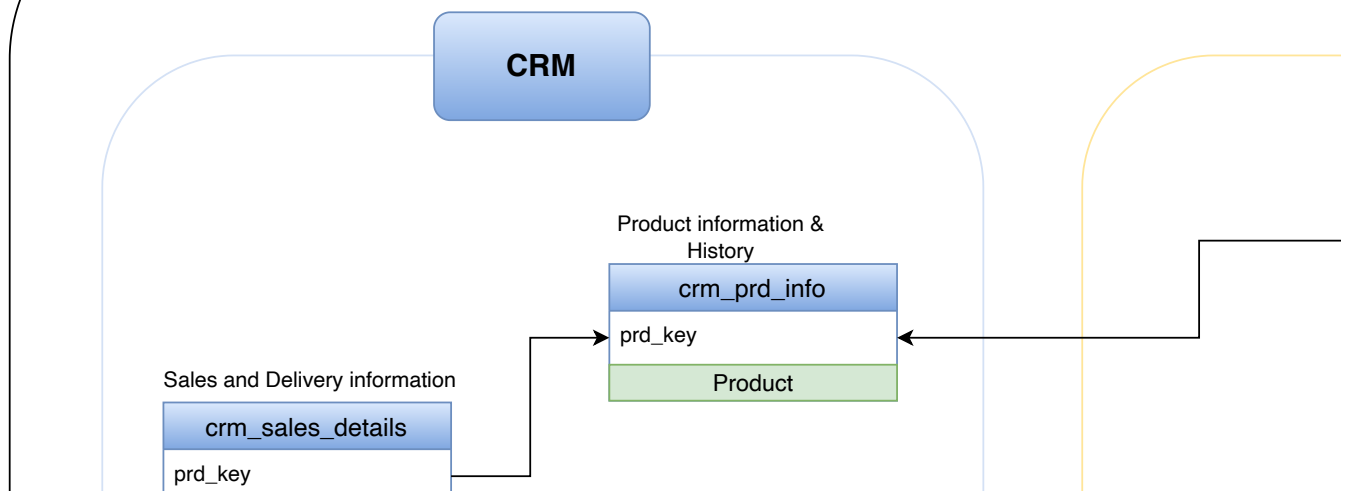 CRM
Product information &
History
crm_prd_info
prd_key
Product
Sales and Delivery information
crm_sales_details
prd_key